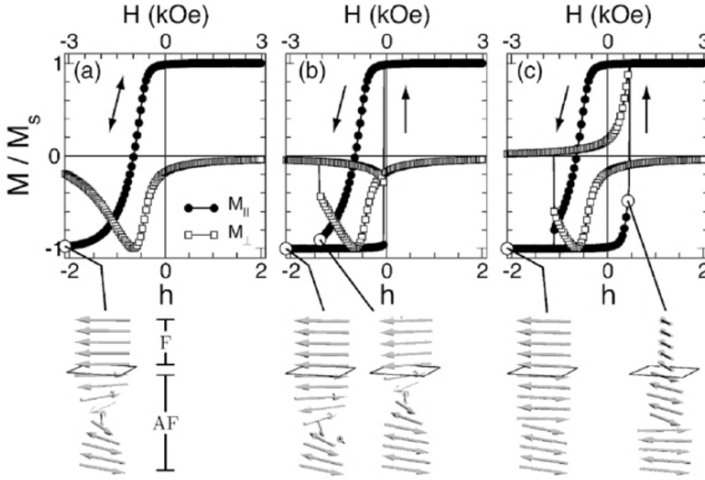 H (kOe) H (kOe) H (kOe)
-3 0 3 -3 0 3 -3 0 3
1 (a) (b) (c)
M / Ms 0
M||
M⊥
-1
-2 0 2 -2 0 2 -2 0 2
h h h
F
AF